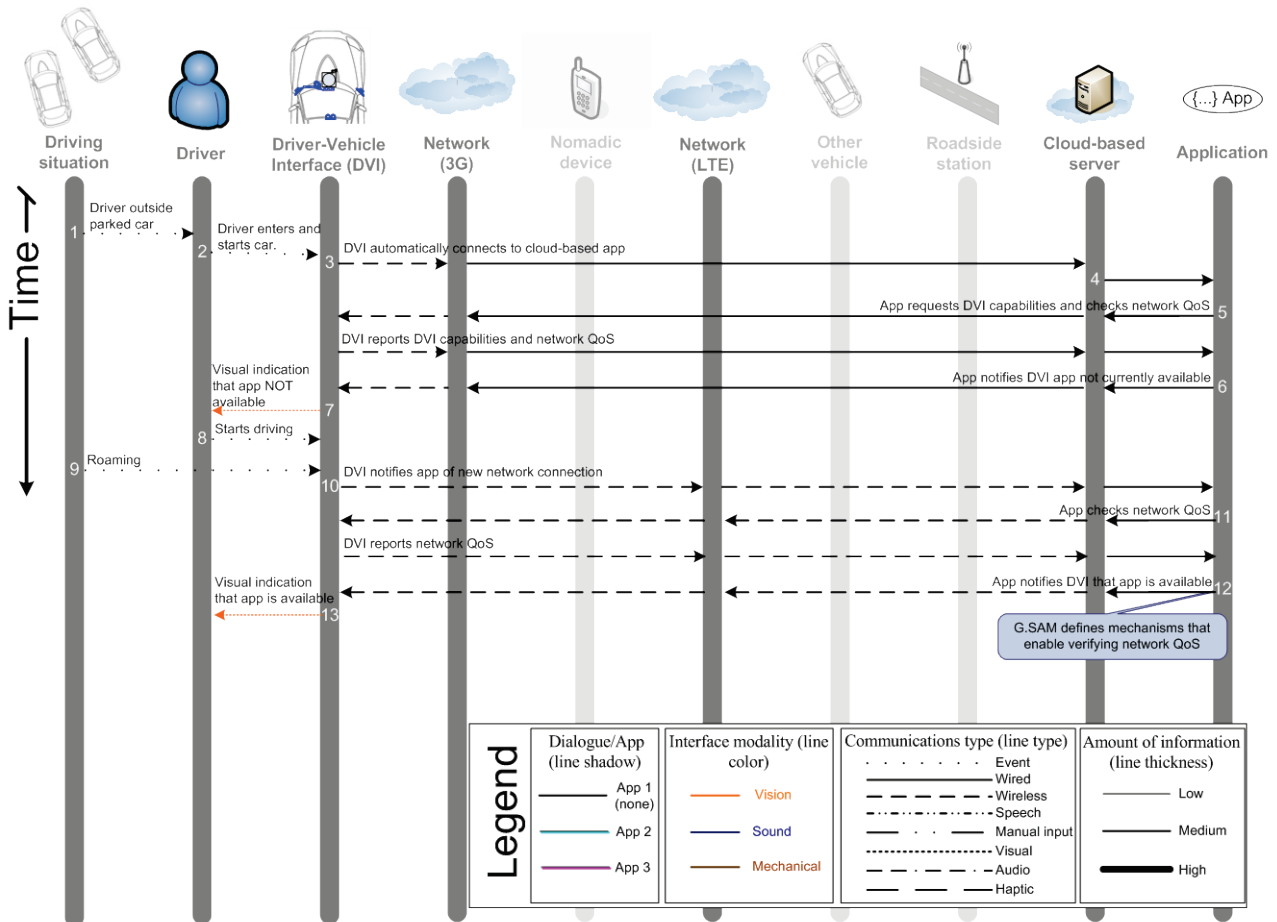 {...} App
Driving
situation
Driver
Driver-Vehicle
Interface (DVI)
Network
(3G)
Nomadic
device
Network
(LTE)
Other
vehicle
Roadside
station
Cloud-based
server
Application
Time
Driver outside
parked car
1
Driver enters and
starts car.
2
DVI automatically connects to cloud-based app
3
4
App requests DVI capabilities and checks network QoS
5
DVI reports DVI capabilities and network QoS
Visual indication
that app NOT
available
App notifies DVI app not currently available
6
7
8
Starts driving
9
Roaming
DVI notifies app of new network connection
10
App checks network QoS
11
DVI reports network QoS
Visual indication
that app is available
App notifies DVI that app is available
12
13
G.SAM defines mechanisms that
enable verifying network QoS
Legend
Dialogue/App
(line shadow)
App 1
(none)
App 2
App 3
Interface modality (line
color)
Vision
Sound
Mechanical
Communications type (line type)
Event
Wired
Wireless
Speech
Manual input
Visual
Audio
Haptic
Amount of information
(line thickness)
Low
Medium
High